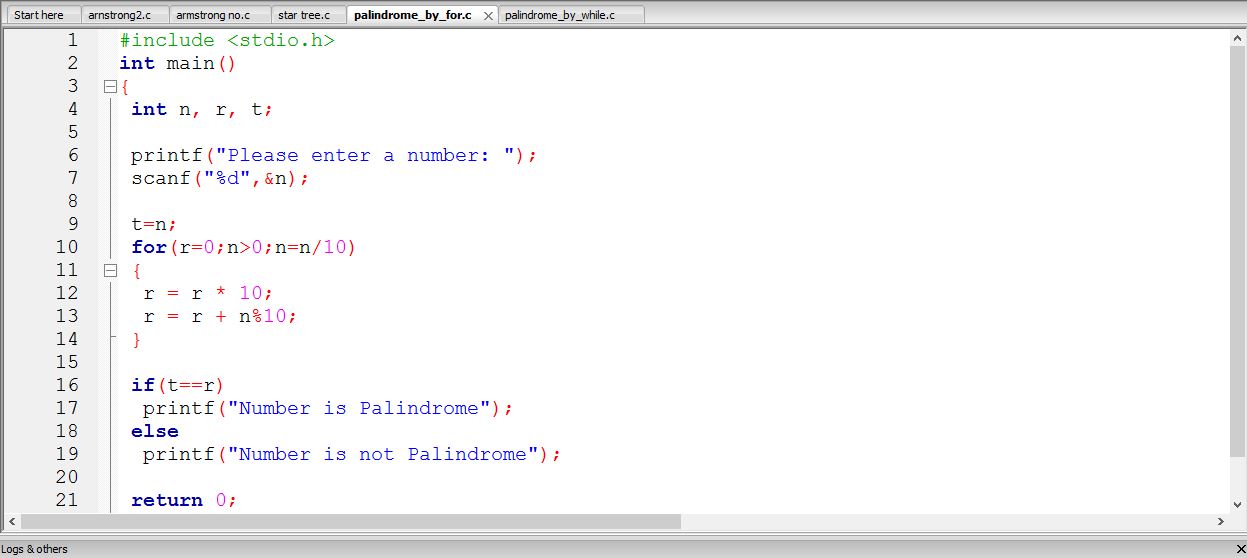 Start here arnstrong2.c armstrong no.c star tree.c palindrome_by_for.c palindrome_by_while.c
1 #include <stdio.h>
2 int main()
3 {
4 int n, r, t;
5
6 printf("Please enter a number: ");
7 scanf("%d",&n);
8
9 t=n;
10 for(r=0;n>0;n=n/10)
11 {
12 r = r * 10;
13 r = r + n%10;
14 }
15
16 if(t==r)
17 printf("Number is Palindrome");
18 else
19 printf("Number is not Palindrome");
20
21 return 0;
Logs & others